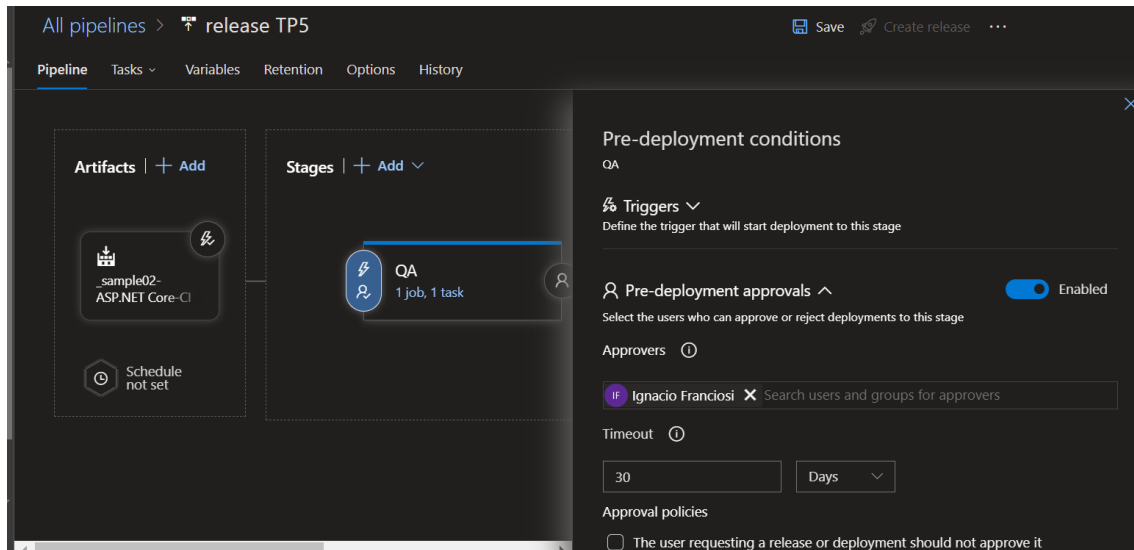 All pipelines > release TP5
Save Create release ...
Pipeline Tasks Variables Retention Options History
Artifacts | + Add
Stages | + Add
_sample02-
ASP.NET Core-CI
Schedule
not set
QA
1 job, 1 task
Pre-deployment conditions
QA
Triggers
Define the trigger that will start deployment to this stage
Pre-deployment approvals
Enabled
Select the users who can approve or reject deployments to this stage
Approvers
IF Ignacio Franciosi Search users and groups for approvers
Timeout
30 Days
Approval policies
The user requesting a release or deployment should not approve it